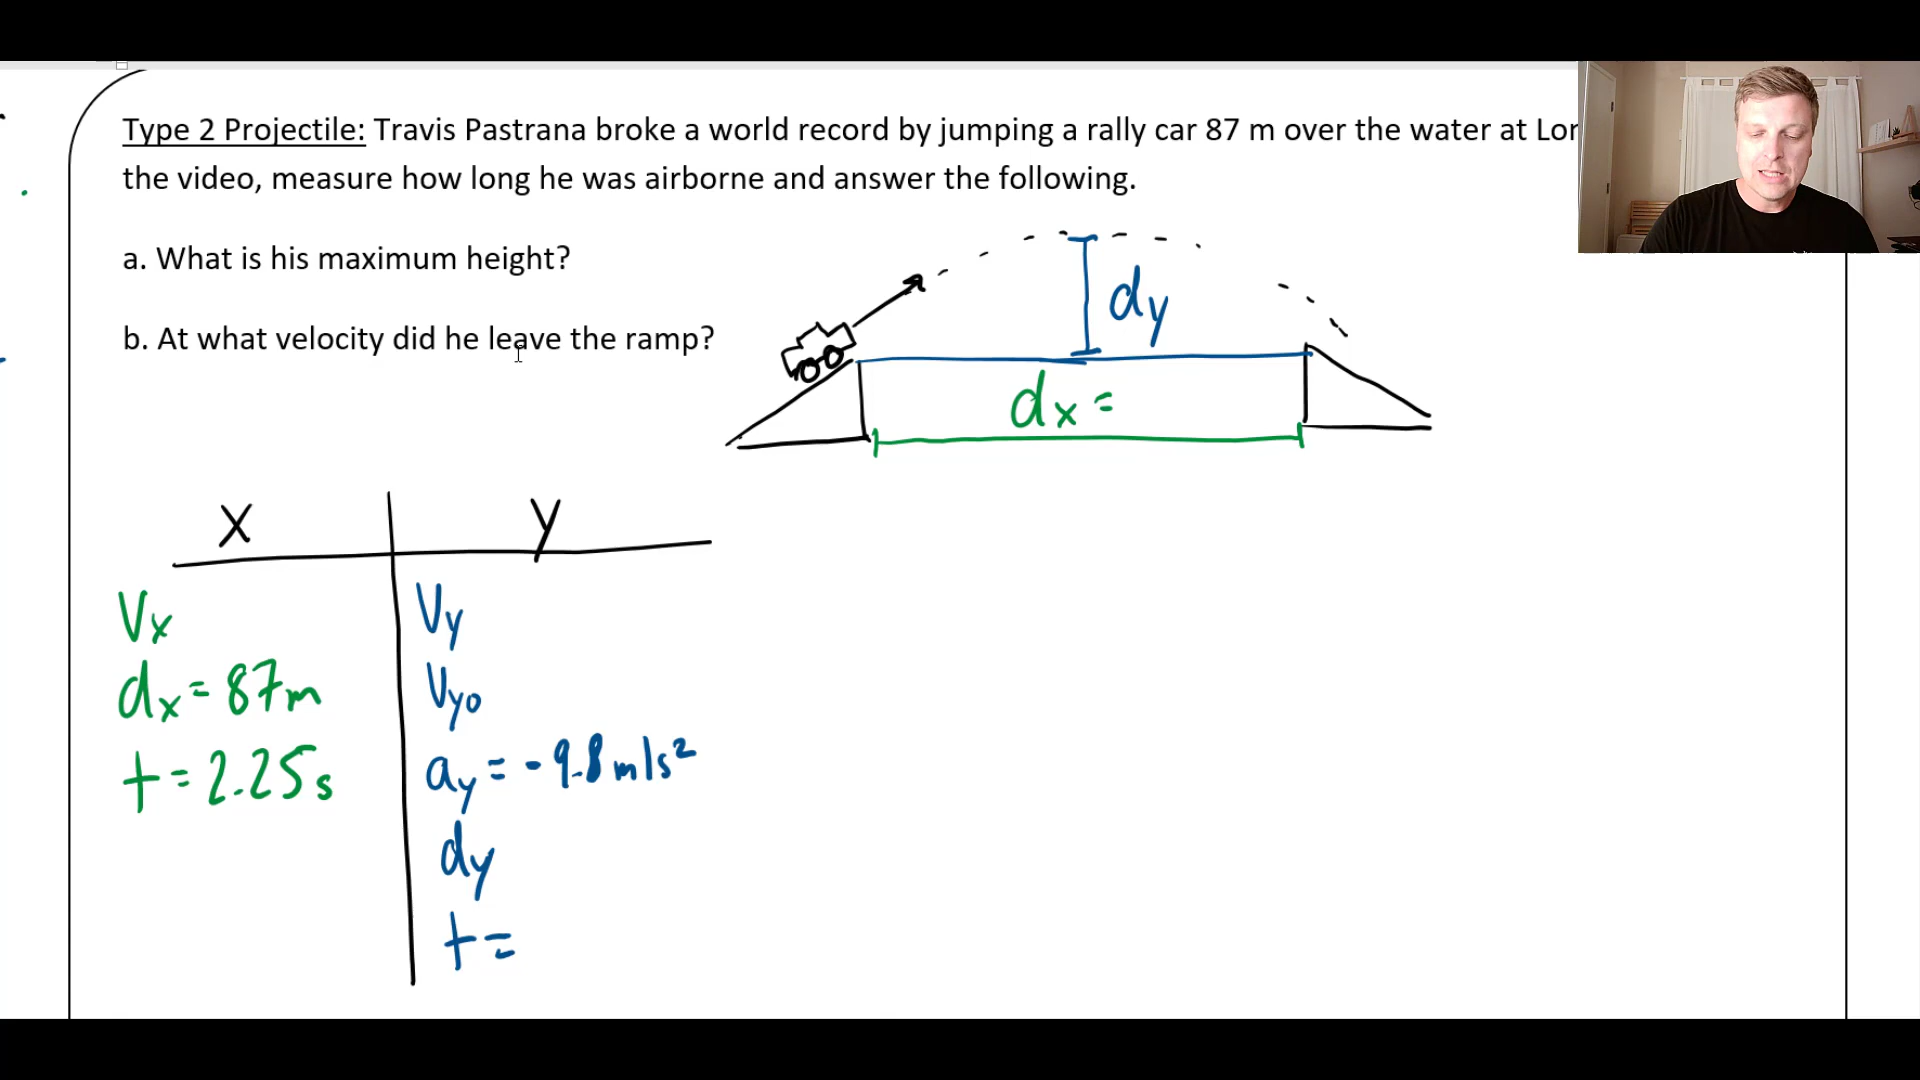 Type 2 Projectile: Travis Pastrana broke a world record by jumping a rally car 87 m over the water at Lon
the video, measure how long he was airborne and answer the following.
a. What is his maximum height?
b. At what velocity did he leave the ramp?
dy
dx =
x y
Vx
dx = 87m
t = 2.25s
Vy
Vyo
ay = -9.8 m/s²
dy
t =